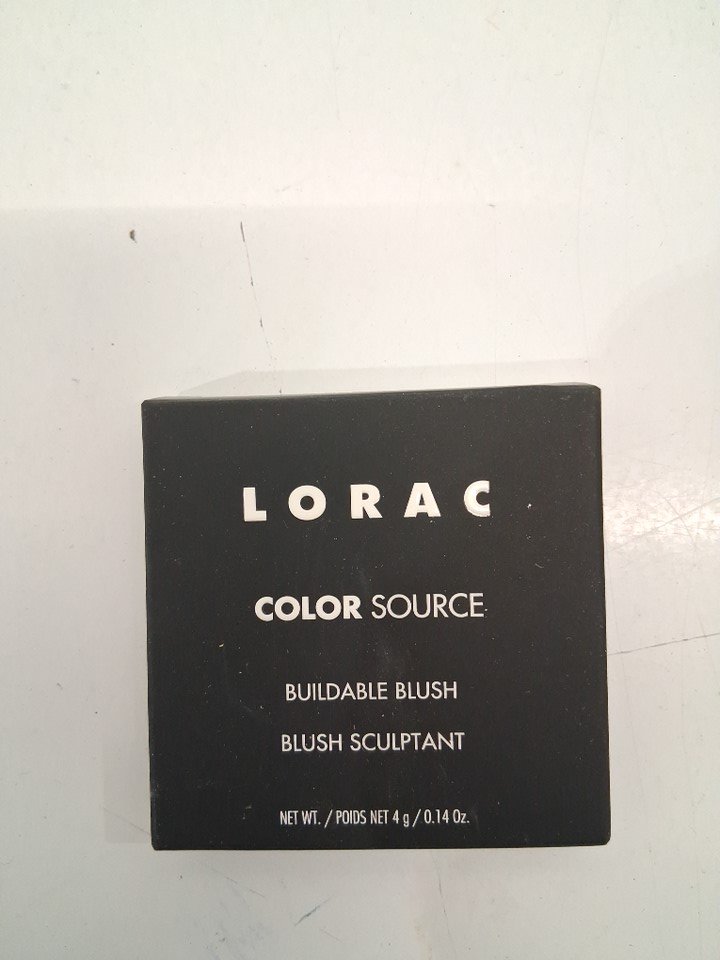 LORAC
COLOR SOURCE
BUILDABLE BLUSH
BLUSH SCULPTANT
NET WT. / POIDS NET 4 g / 0.14 Oz.